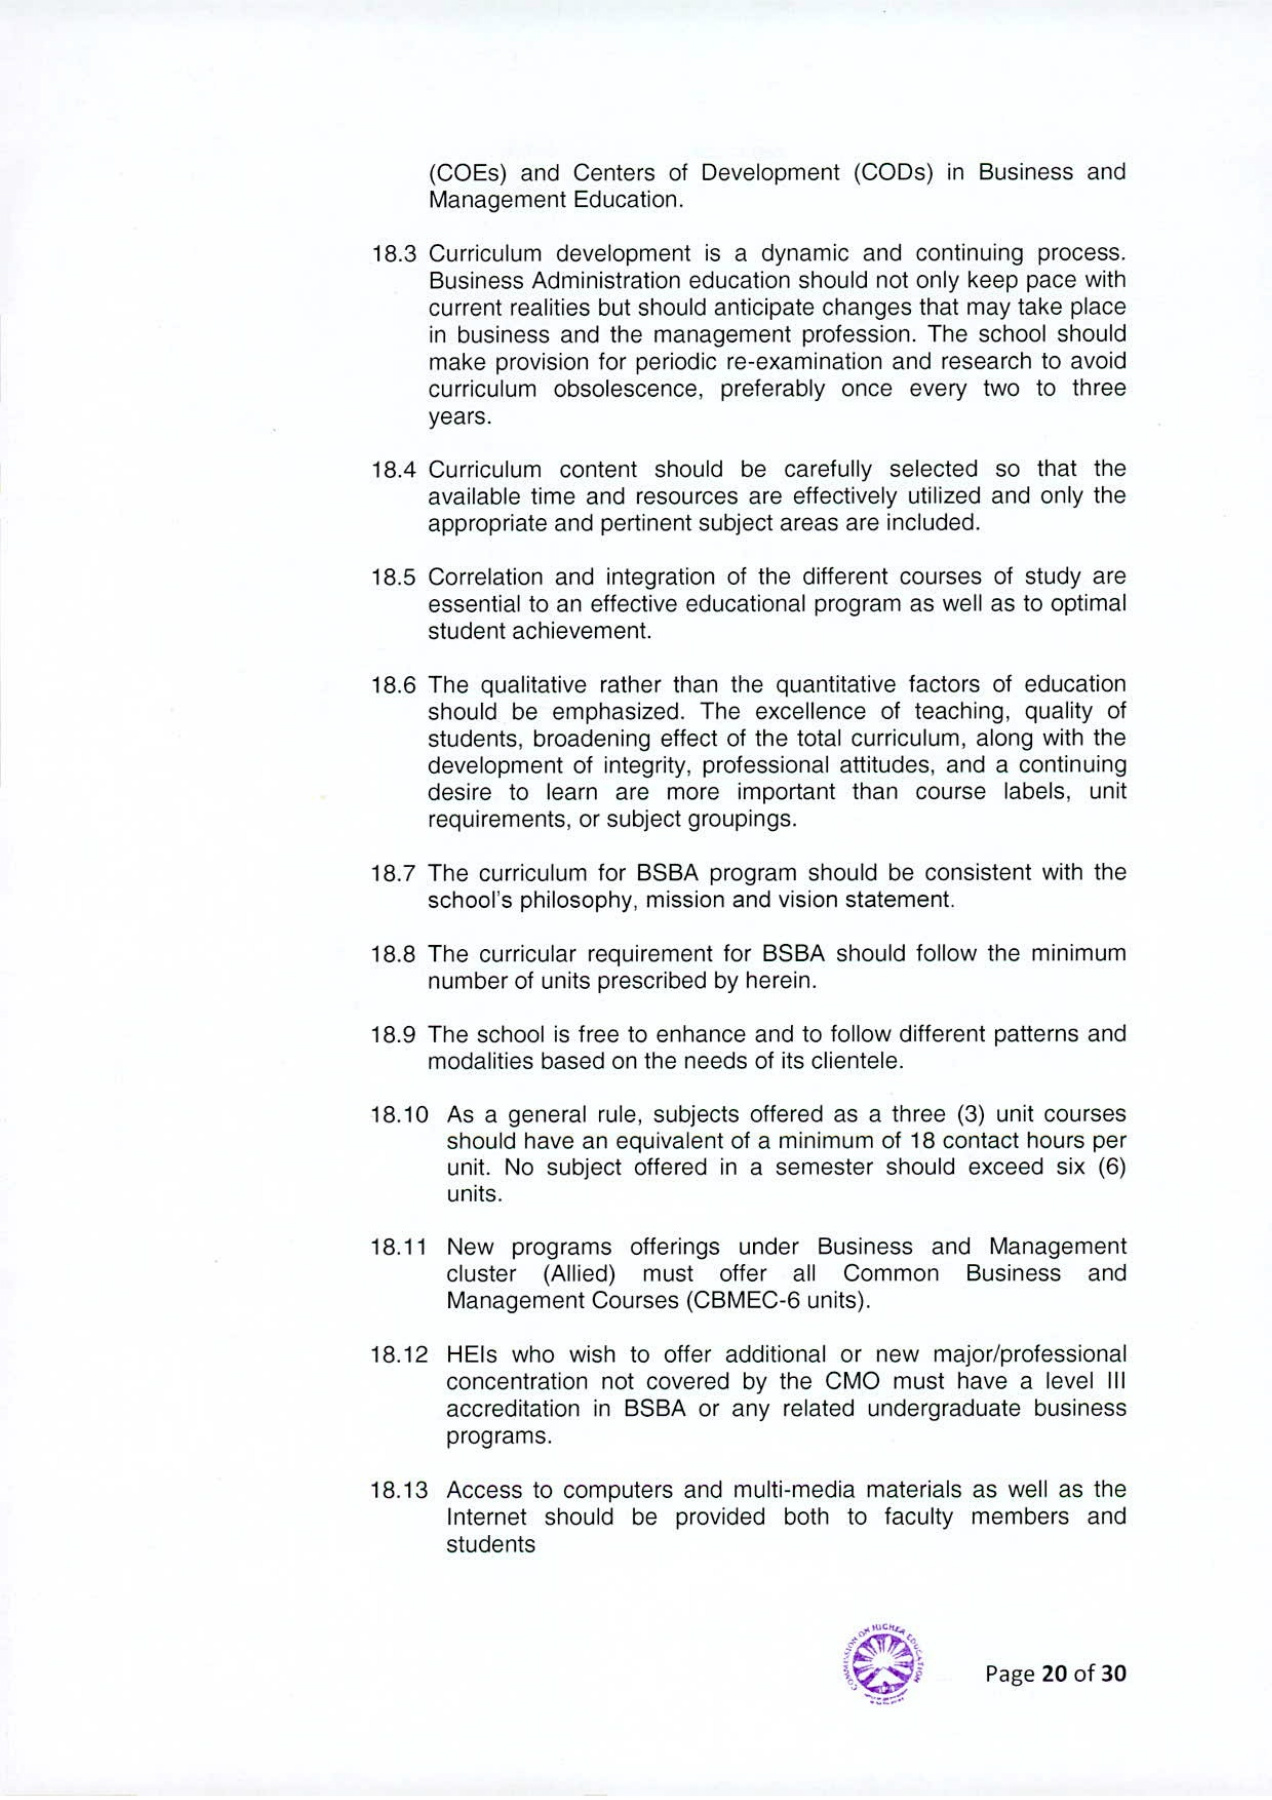 (COEs) and Centers of Development (CODs) in Business and
Management Education.
18.3 Curriculum development is a dynamic and continuing process.
Business Administration education should not only keep pace with
current realities but should anticipate changes that may take place
in business and the management profession. The school should
make provision for periodic re-examination and research to avoid
curriculum obsolescence, preferably once every two to three
years.
18.4 Curriculum content should be carefully selected so that the
available time and resources are effectively utilized and only the
appropriate and pertinent subject areas are included.
18.5 Correlation and integration of the different courses of study are
essential to an effective educational program as well as to optimal
student achievement.
18.6 The qualitative rather than the quantitative factors of education
should be emphasized. The excellence of teaching, quality of
students, broadening effect of the total curriculum, along with the
development of integrity, professional attitudes, and a continuing
desire to learn are more important than course labels, unit
requirements, or subject groupings.
18.7 The curriculum for BSBA program should be consistent with the
school's philosophy, mission and vision statement.
18.8 The curricular requirement for BSBA should follow the minimum
number of units prescribed by herein.
18.9 The school is free to enhance and to follow different patterns and
modalities based on the needs of its clientele.
18.10 As a general rule, subjects offered as a three (3) unit courses
should have an equivalent of a minimum of 18 contact hours per
unit. No subject offered in a semester should exceed six (6)
units.
18.11 New programs offerings under Business and Management
cluster (Allied) must offer all Common Business and
Management Courses (CBMEC-6 units).
18.12 HEIs who wish to offer additional or new major/professional
concentration not covered by the CMO must have a level III
accreditation in BSBA or any related undergraduate business
programs.
18.13 Access to computers and multi-media materials as well as the
Internet should be provided both to faculty members and
students
COMMISSION ON HIGHER EDUCATION
Page 20 of 30